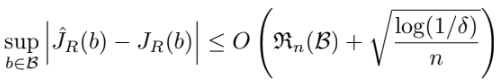 sup_{b∈𝓑} |Ĵ_R(b) − J_R(b)| ≤ O(ℜ_n(𝓑) + √(log(1/δ)/n))